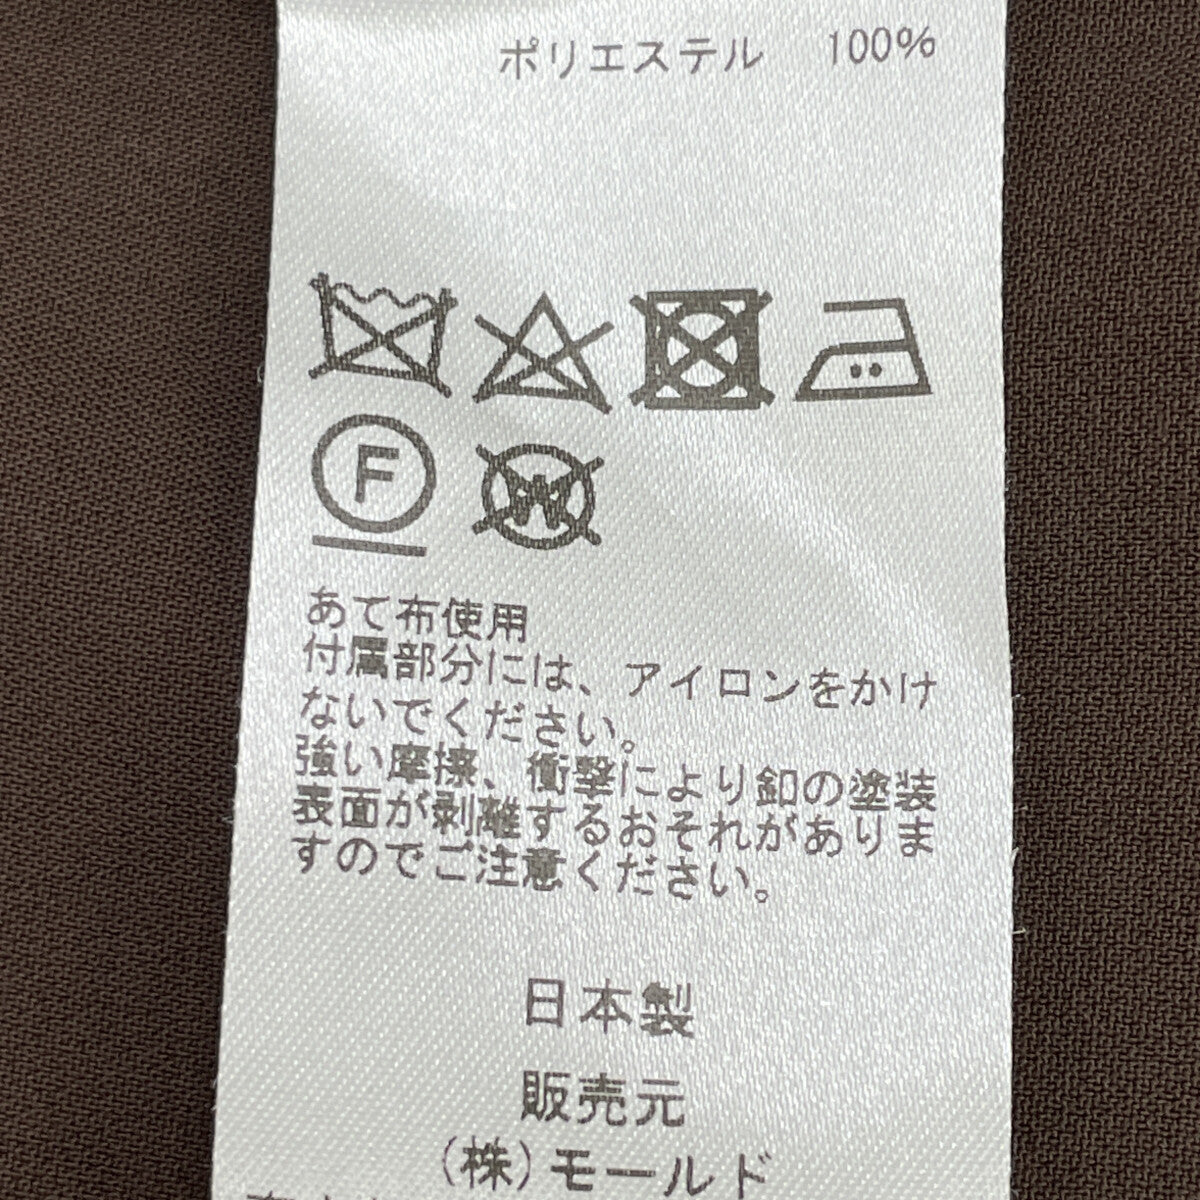 ポリエステル 100%
F
W
あて布使用
付属部分には、アイロンをかけ
ないでください。
強い摩擦、衝撃により釦の塗装
表面が剥離するおそれがありま
すのでご注意ください。
日本製
販売元
(株)モールド